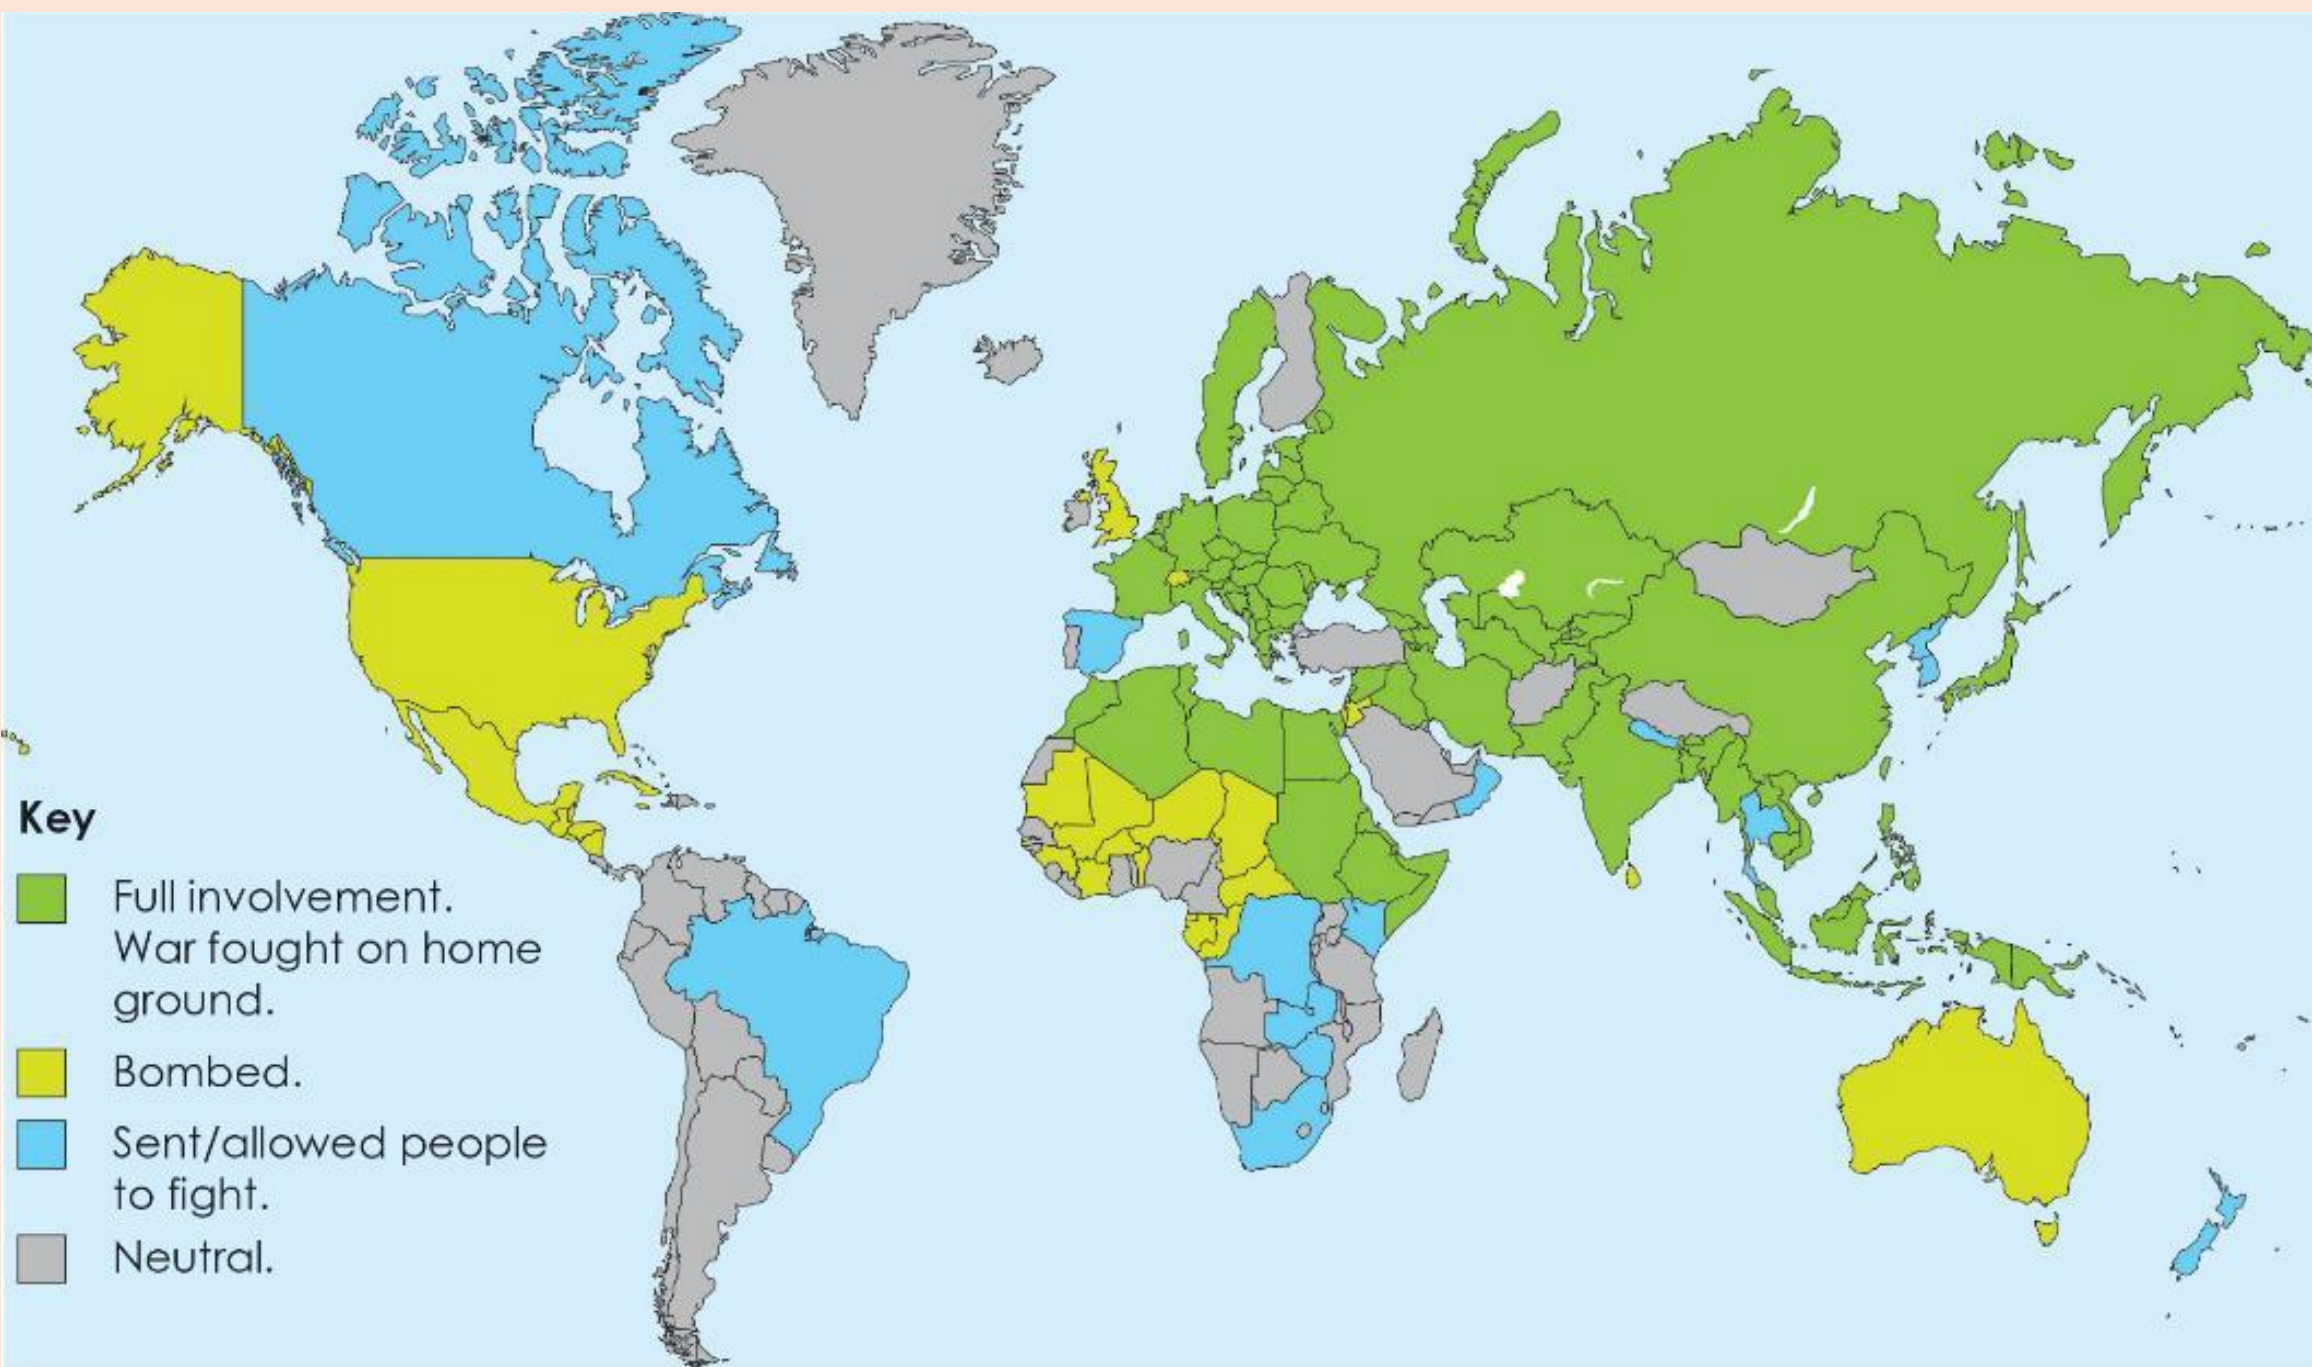 Key
Full involvement.
War fought on home
ground.
Bombed.
Sent/allowed people
to fight.
Neutral.